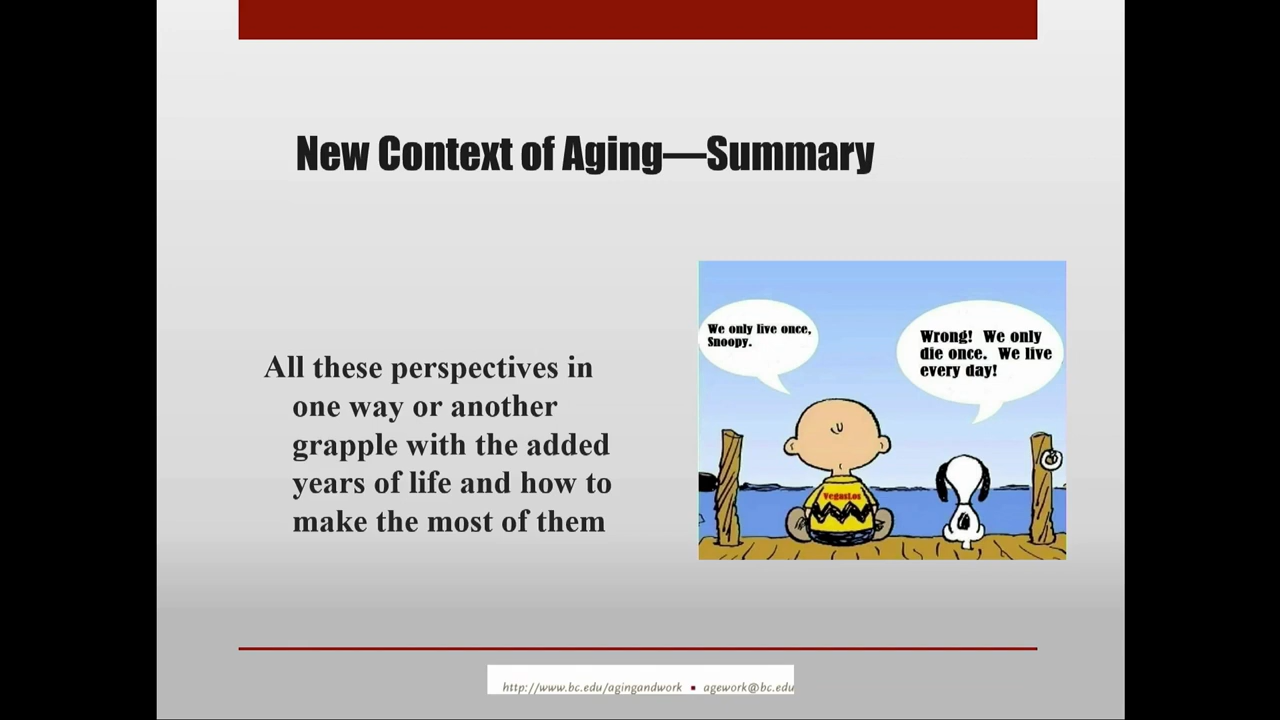 New Context of Aging—Summary
All these perspectives in
one way or another
grapple with the added
years of life and how to
make the most of them
We only live once,
Snoopy.
Wrong! We only
die once. We live
every day!
VegasLos
http://www.bc.edu/agingandwork ▪ agework@bc.edu